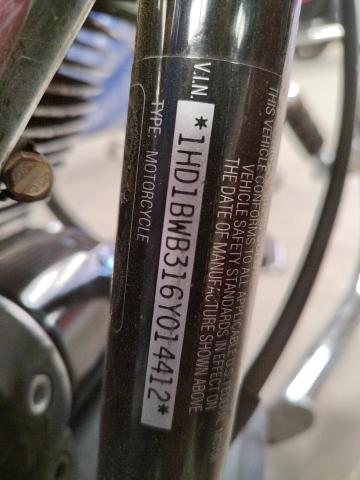 THIS VEHICLE CONFORMS TO ALL APPLICABLE U.S. FEDERAL
VEHICLE SAFETY STANDARDS IN EFFECT ON
THE DATE OF MANUFACTURE SHOWN ABOVE
V.I.N. *1HD1BWB316Y014412*
TYPE: MOTORCYCLE